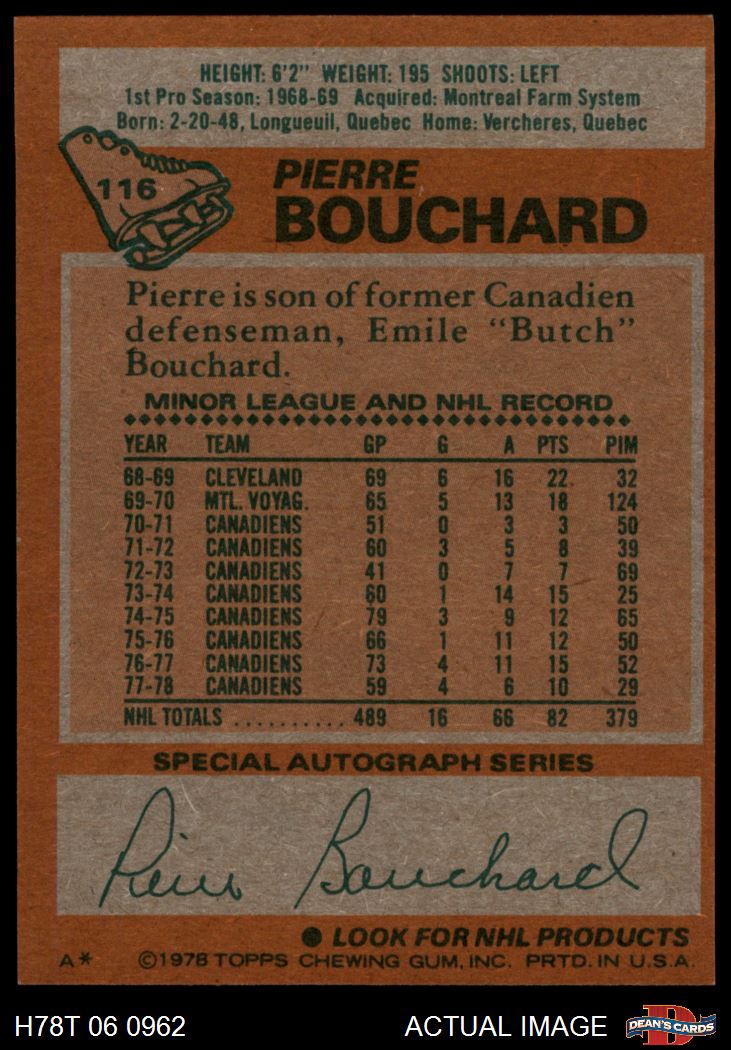 HEIGHT: 6'2" WEIGHT: 195 SHOOTS: LEFT
1st Pro Season: 1968-69 Acquired: Montreal Farm System
Born: 2-20-48, Longueuil, Quebec Home: Vercheres, Quebec
116
PIERRE
BOUCHARD
Pierre is son of former Canadien
defenseman, Emile "Butch"
Bouchard.
MINOR LEAGUE AND NHL RECORD
YEAR TEAM GP G A PTS PIM
68-69 CLEVELAND 69 6 16 22 32
69-70 MTL. VOYAG. 65 5 13 18 124
70-71 CANADIENS 51 0 3 3 50
71-72 CANADIENS 60 3 5 8 39
72-73 CANADIENS 41 0 7 7 69
73-74 CANADIENS 60 1 14 15 25
74-75 CANADIENS 79 3 9 12 65
75-76 CANADIENS 66 1 11 12 50
76-77 CANADIENS 73 4 11 15 52
77-78 CANADIENS 59 4 6 10 29
NHL TOTALS .......... 489 16 66 82 379
SPECIAL AUTOGRAPH SERIES
Pierre Bouchard
● LOOK FOR NHL PRODUCTS
A* ©1978 TOPPS CHEWING GUM, INC. PRTD. IN U.S.A.
H78T 06 0962 ACTUAL IMAGE D DEAN'S CARDS